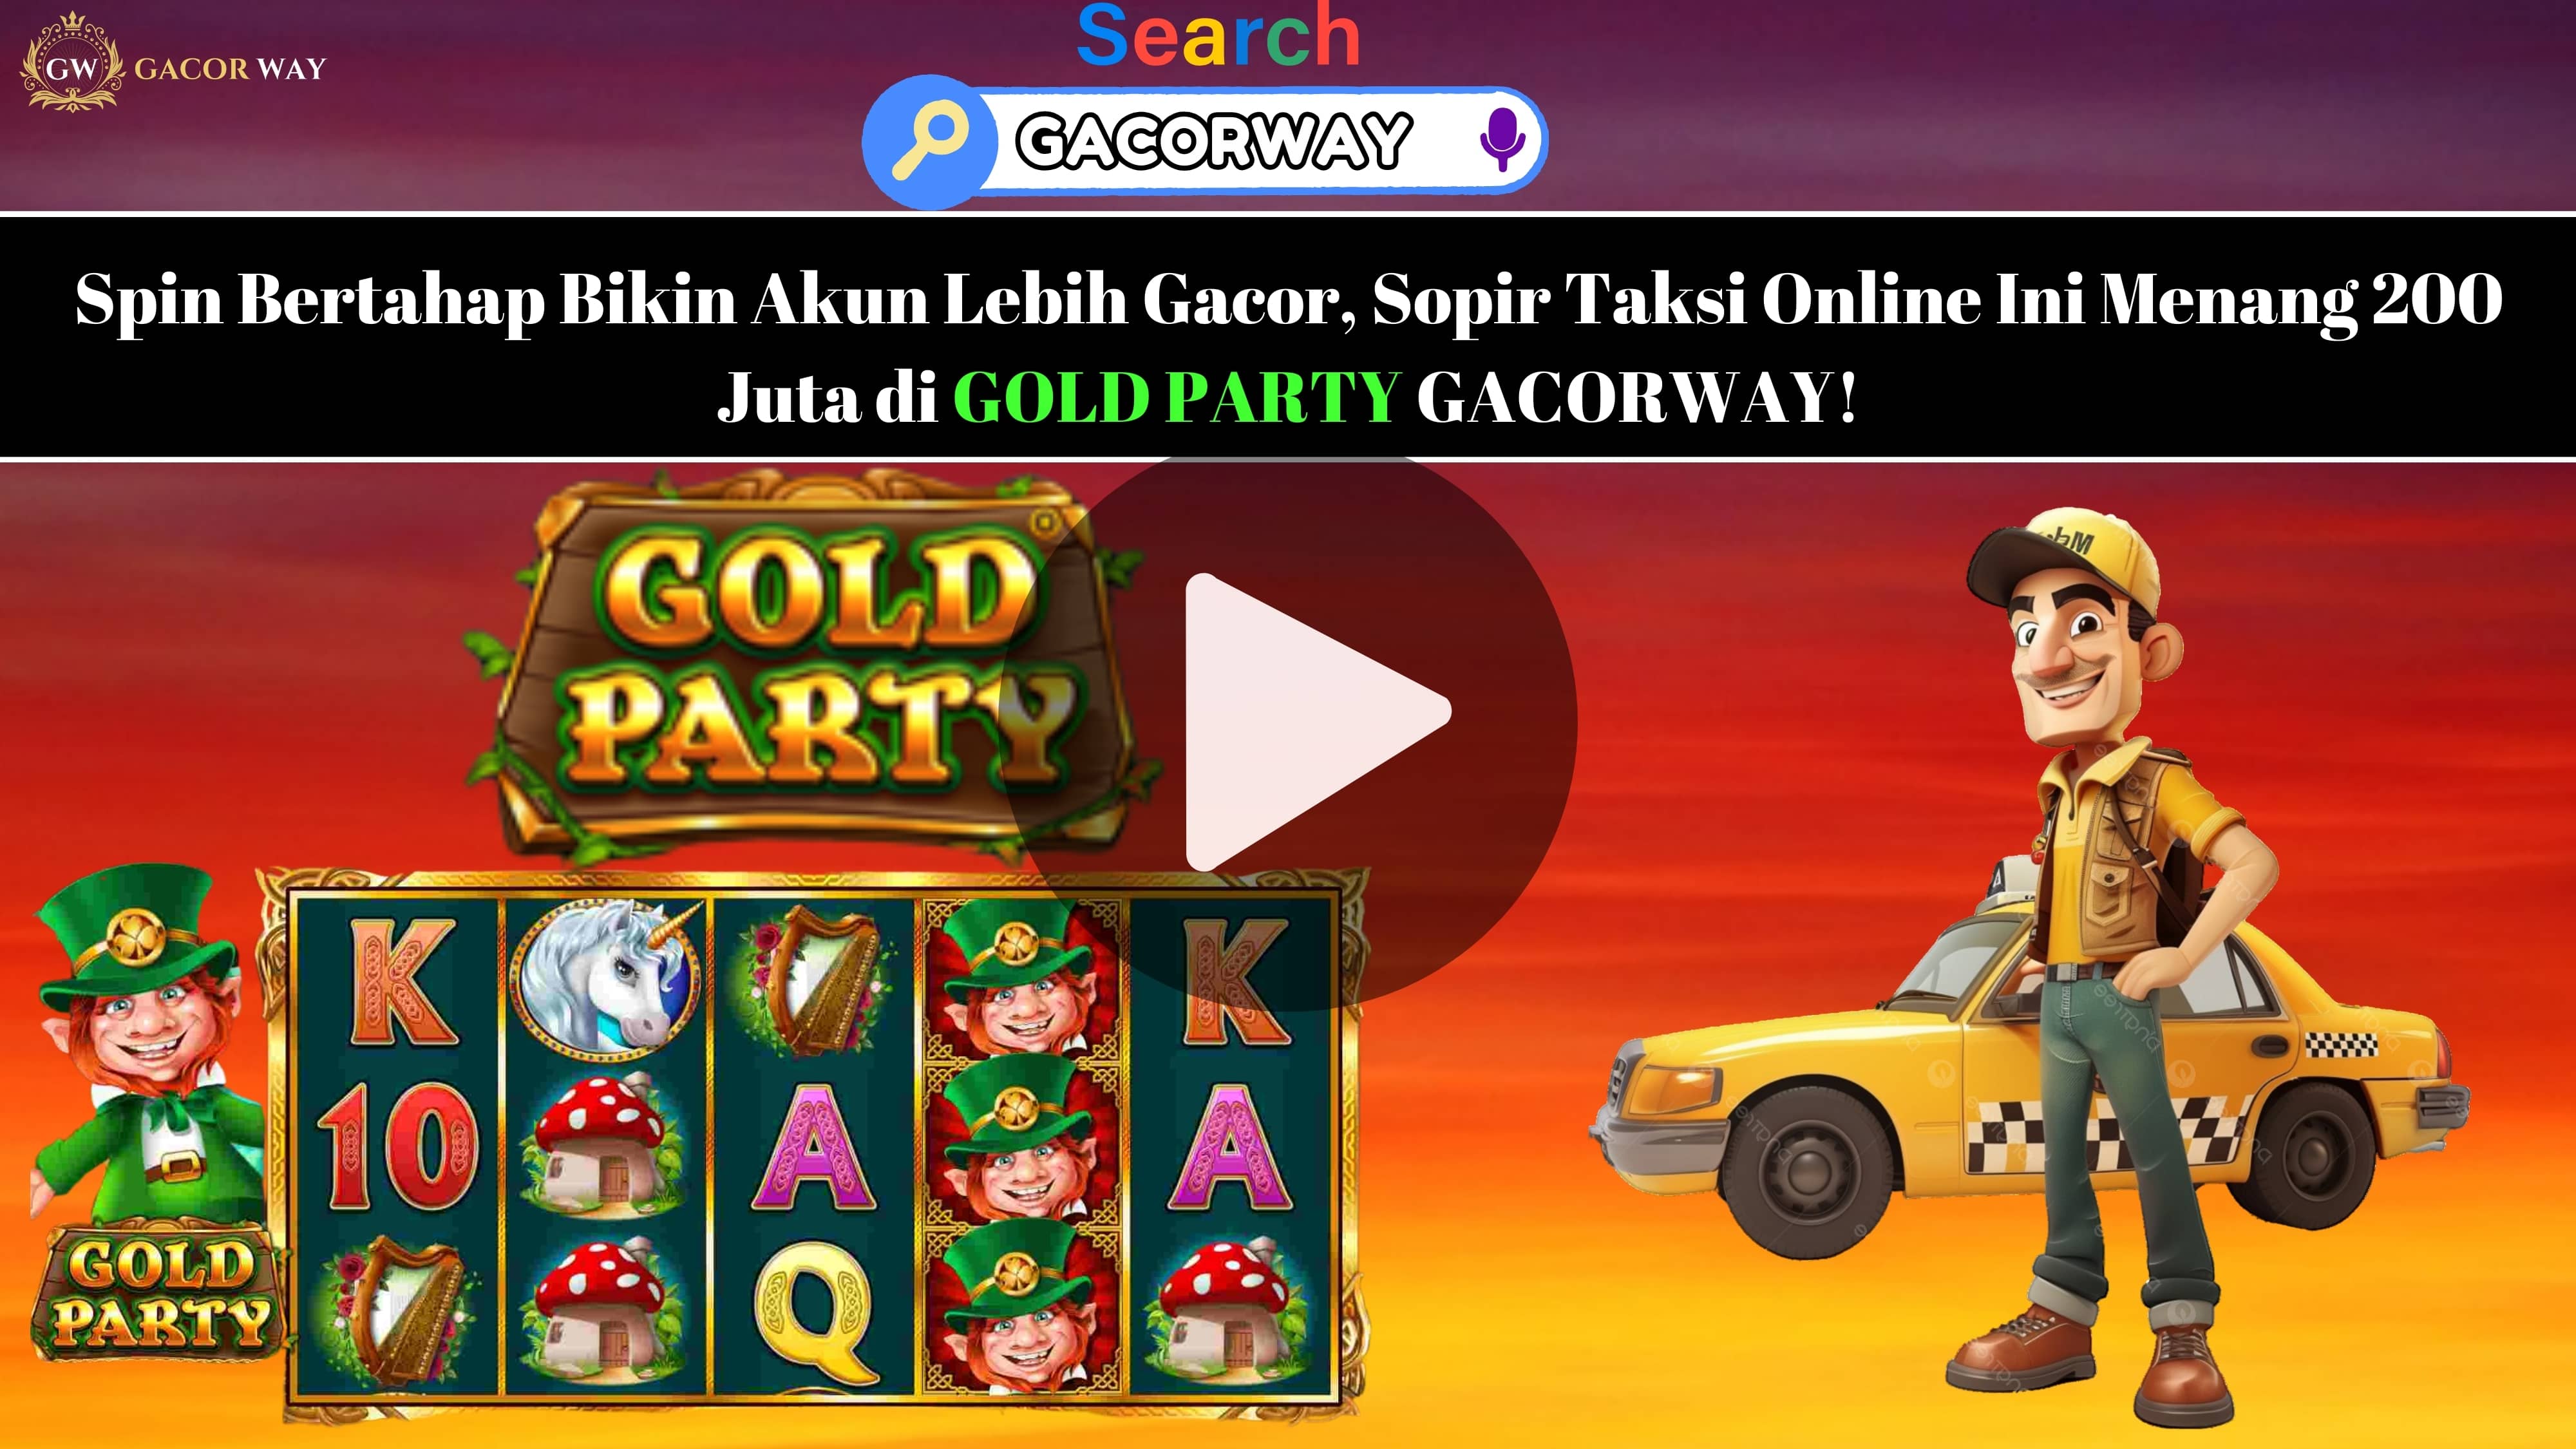 Search
GW GACOR WAY
GACORWAY
Spin Bertahap Bikin Akun Lebih Gacor, Sopir Taksi Online Ini Menang 200
Juta di GOLD PARTY GACORWAY!
GOLD
PARTY
K
K
10
A
A
Q
GOLD
PARTY